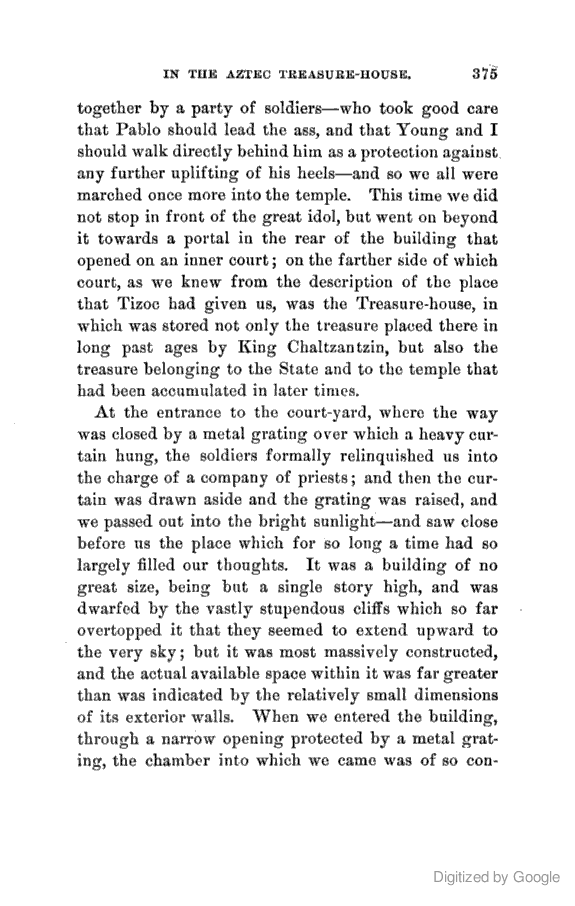 IN THE AZTEC TREASURE-HOUSE. 375
together by a party of soldiers—who took good care
that Pablo should lead the ass, and that Young and I
should walk directly behind him as a protection against
any further uplifting of his heels—and so we all were
marched once more into the temple. This time we did
not stop in front of the great idol, but went on beyond
it towards a portal in the rear of the building that
opened on an inner court; on the farther side of which
court, as we knew from the description of the place
that Tizoc had given us, was the Treasure-house, in
which was stored not only the treasure placed there in
long past ages by King Chaltzantzin, but also the
treasure belonging to the State and to the temple that
had been accumulated in later times.
At the entrance to the court-yard, where the way
was closed by a metal grating over which a heavy cur-
tain hung, the soldiers formally relinquished us into
the charge of a company of priests; and then the cur-
tain was drawn aside and the grating was raised, and
we passed out into the bright sunlight—and saw close
before us the place which for so long a time had so
largely filled our thoughts. It was a building of no
great size, being but a single story high, and was
dwarfed by the vastly stupendous cliffs which so far
overtopped it that they seemed to extend upward to
the very sky; but it was most massively constructed,
and the actual available space within it was far greater
than was indicated by the relatively small dimensions
of its exterior walls. When we entered the building,
through a narrow opening protected by a metal grat-
ing, the chamber into which we came was of so con-
Digitized by Google